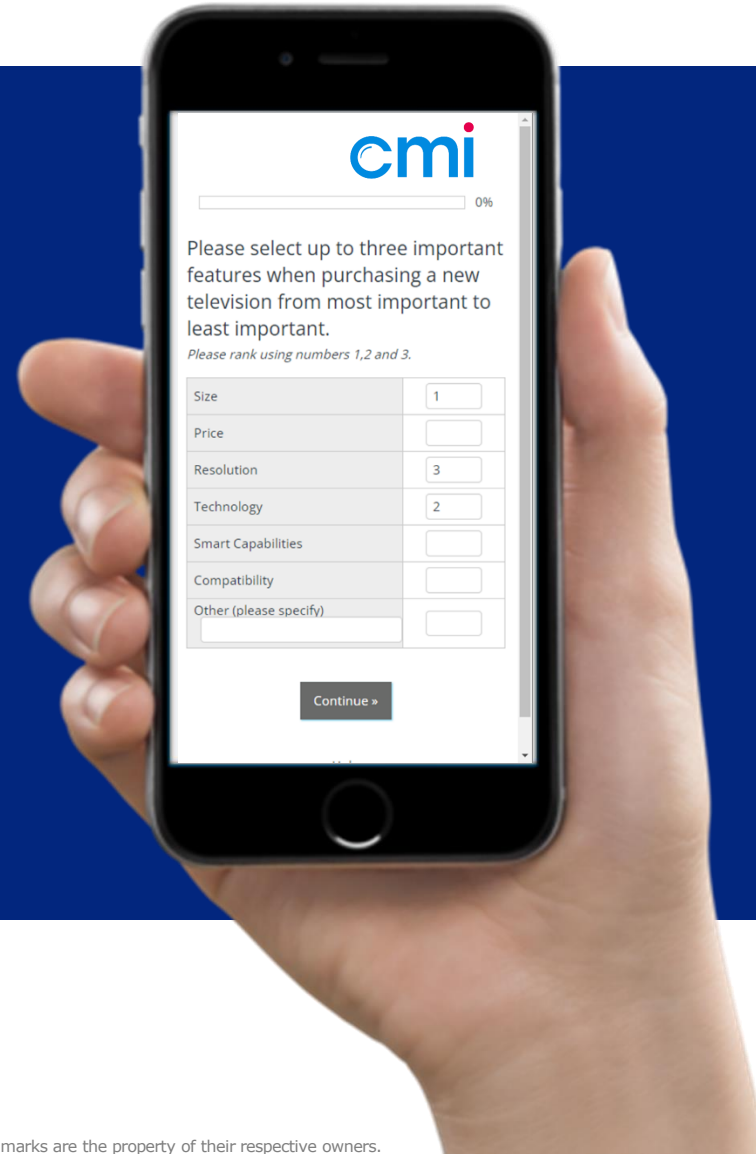 cmi
0%
Please select up to three important
features when purchasing a new
television from most important to
least important.
Please rank using numbers 1,2 and 3.
Size 1
Price
Resolution 3
Technology 2
Smart Capabilities
Compatibility
Other (please specify)
Continue »
marks are the property of their respective owners.